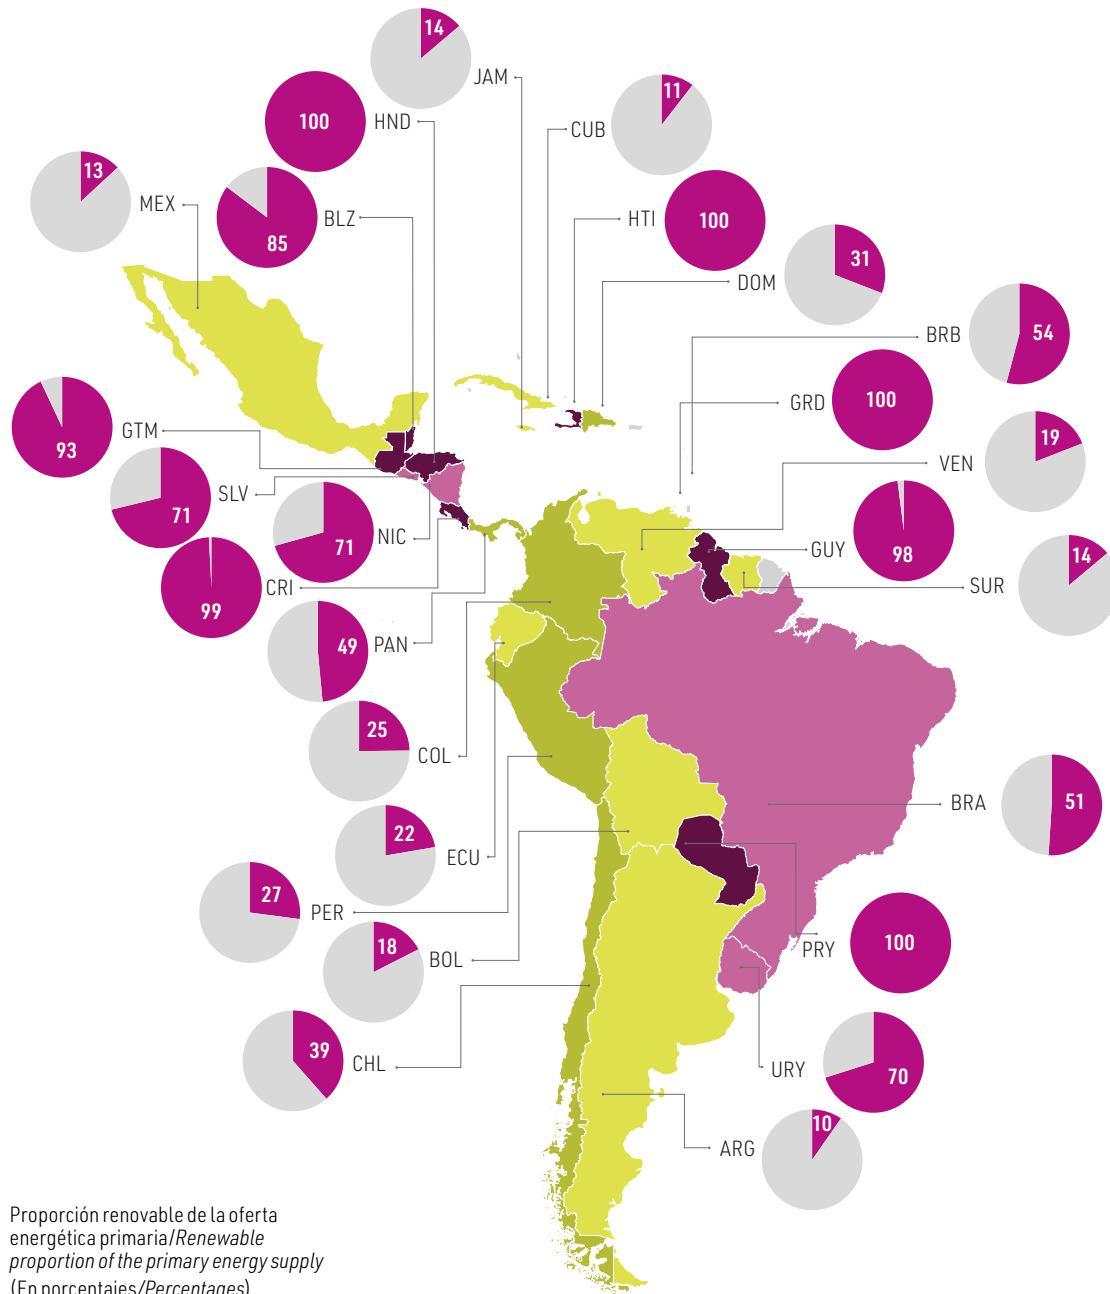 14
JAM
100
HND
CUB
11
13
MEX
85
BLZ
HTI
100
DOM
31
BRB
54
GRD
100
93
GTM
VEN
19
71
SLV
71
NIC
GUY
98
99
CRI
SUR
14
49
PAN
25
COL
BRA
51
22
ECU
27
PER
18
BOL
PRY
100
39
CHL
URY
70
ARG
10
Proporción renovable de la oferta
energética primaria/Renewable
proportion of the primary energy supply
(En porcentajes/Percentages)